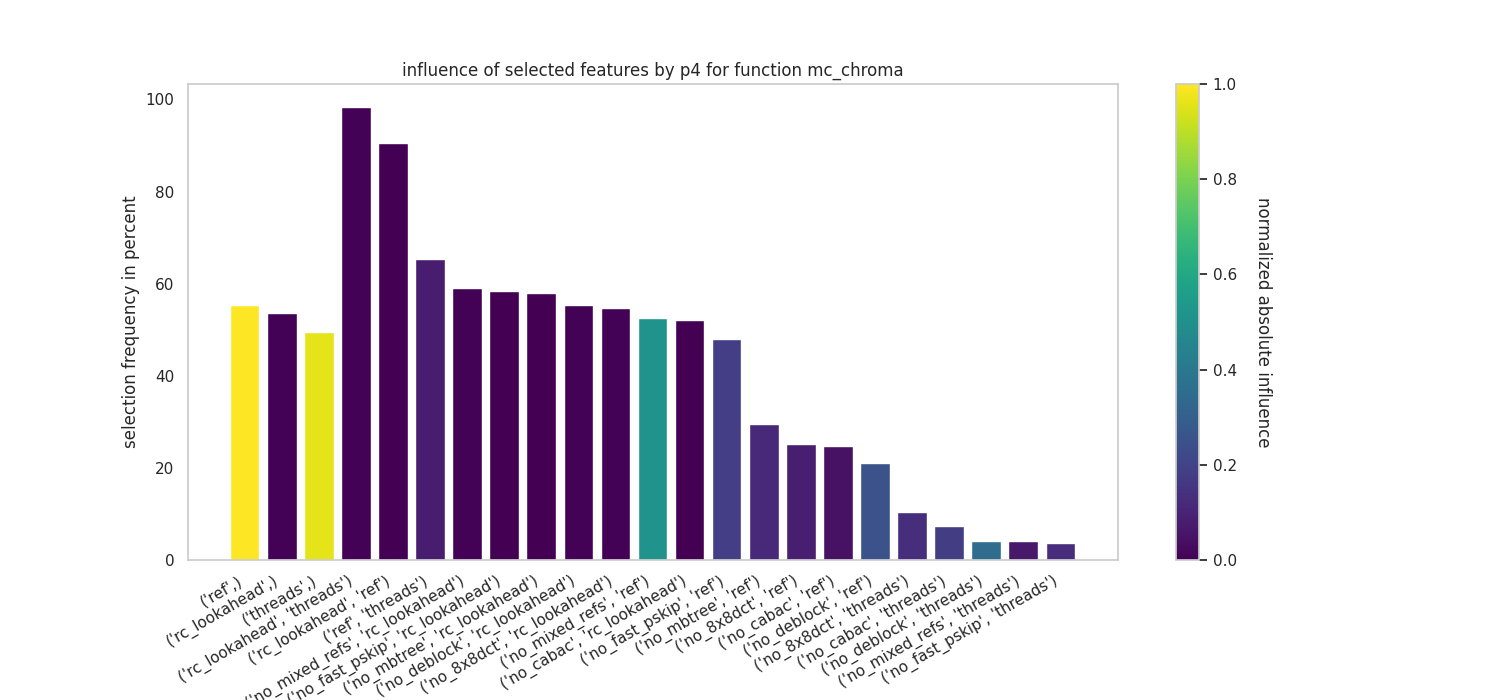 influence of selected features by p4 for function mc_chroma
selection frequency in percent
100
80
60
40
20
0
('ref',)
('rc_lookahead',)
('threads',)
('rc_lookahead', 'threads')
('rc_lookahead', 'ref')
('ref', 'threads')
'no_mixed_refs', 'rc_lookahead')
'no_fast_pskip', 'rc_lookahead')
('no_mbtree', 'rc_lookahead')
('no_deblock', 'rc_lookahead')
('no_8x8dct', 'rc_lookahead')
('no_mixed_refs', 'ref')
('no_cabac', 'rc_lookahead')
('no_fast_pskip', 'ref')
('no_mbtree', 'ref')
('no_8x8dct', 'ref')
('no_cabac', 'ref')
('no_deblock', 'ref')
('no_8x8dct', 'threads')
('no_cabac', 'threads')
('no_deblock', 'threads')
('no_mixed_refs', 'threads')
('no_fast_pskip', 'threads')
1.0
0.8
0.6
0.4
0.2
0.0
normalized absolute influence